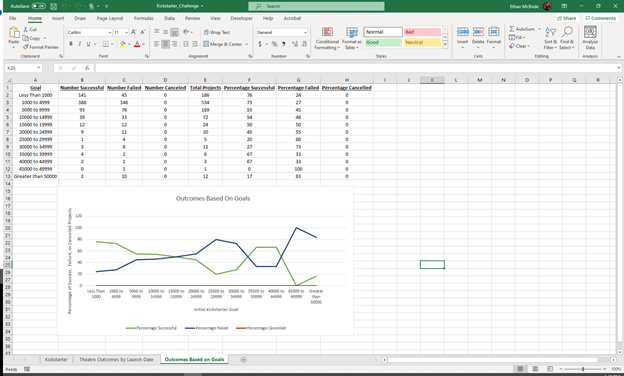 AutoSave
Kickstarter_Challenge
Search
Ethan McBride
File Home Insert Draw Page Layout Formulas Data Review View Developer Help Acrobat
Share Comments
Paste
Cut
Copy
Format Painter
Calibri 11
Wrap Text
Merge & Center
General
Conditional Formatting
Format as Table
Normal Bad
Good Neutral
Insert Delete Format
AutoSum
Fill
Clear
Sort & Filter
Find & Select
Analyze Data
Clipboard Font Alignment Number Styles Cells Editing Analysis
K25
A B C D E F G H I J K L M N O P Q R
1 Goal Number Successful Number Failed Number Cancelled Total Projects Percentage Successful Percentage Failed Percentage Cancelled
2 Less Than 1000 141 45 0 186 76 24 0
3 1000 to 4999 388 146 0 534 73 27 0
4 5000 to 9999 93 76 0 169 55 45 0
5 10000 to 14999 39 33 0 72 54 46 0
6 15000 to 19999 12 12 0 24 50 50 0
7 20000 to 24999 9 11 0 20 45 55 0
8 25000 to 29999 1 4 0 5 20 80 0
9 30000 to 34999 3 8 0 11 27 73 0
10 35000 to 39999 4 2 0 6 67 33 0
11 40000 to 44999 2 1 0 3 67 33 0
12 45000 to 49999 0 1 0 1 0 100 0
13 Greater than 50000 2 10 0 12 17 83 0
Outcomes Based On Goals
Percentage of Success, Failure, or Cancelled Projects
120
100
80
60
40
20
0
Less Than 1000
1000 to 4999
5000 to 9999
10000 to 14999
15000 to 19999
20000 to 24999
25000 to 29999
30000 to 34999
35000 to 39999
40000 to 44999
45000 to 49999
Greater than 50000
Initial Kickstarter Goal
Percentage Successful Percentage Failed Percentage Cancelled
Kickstarter Theatre Outcomes by Launch Date Outcomes Based on Goals
Ready
100%